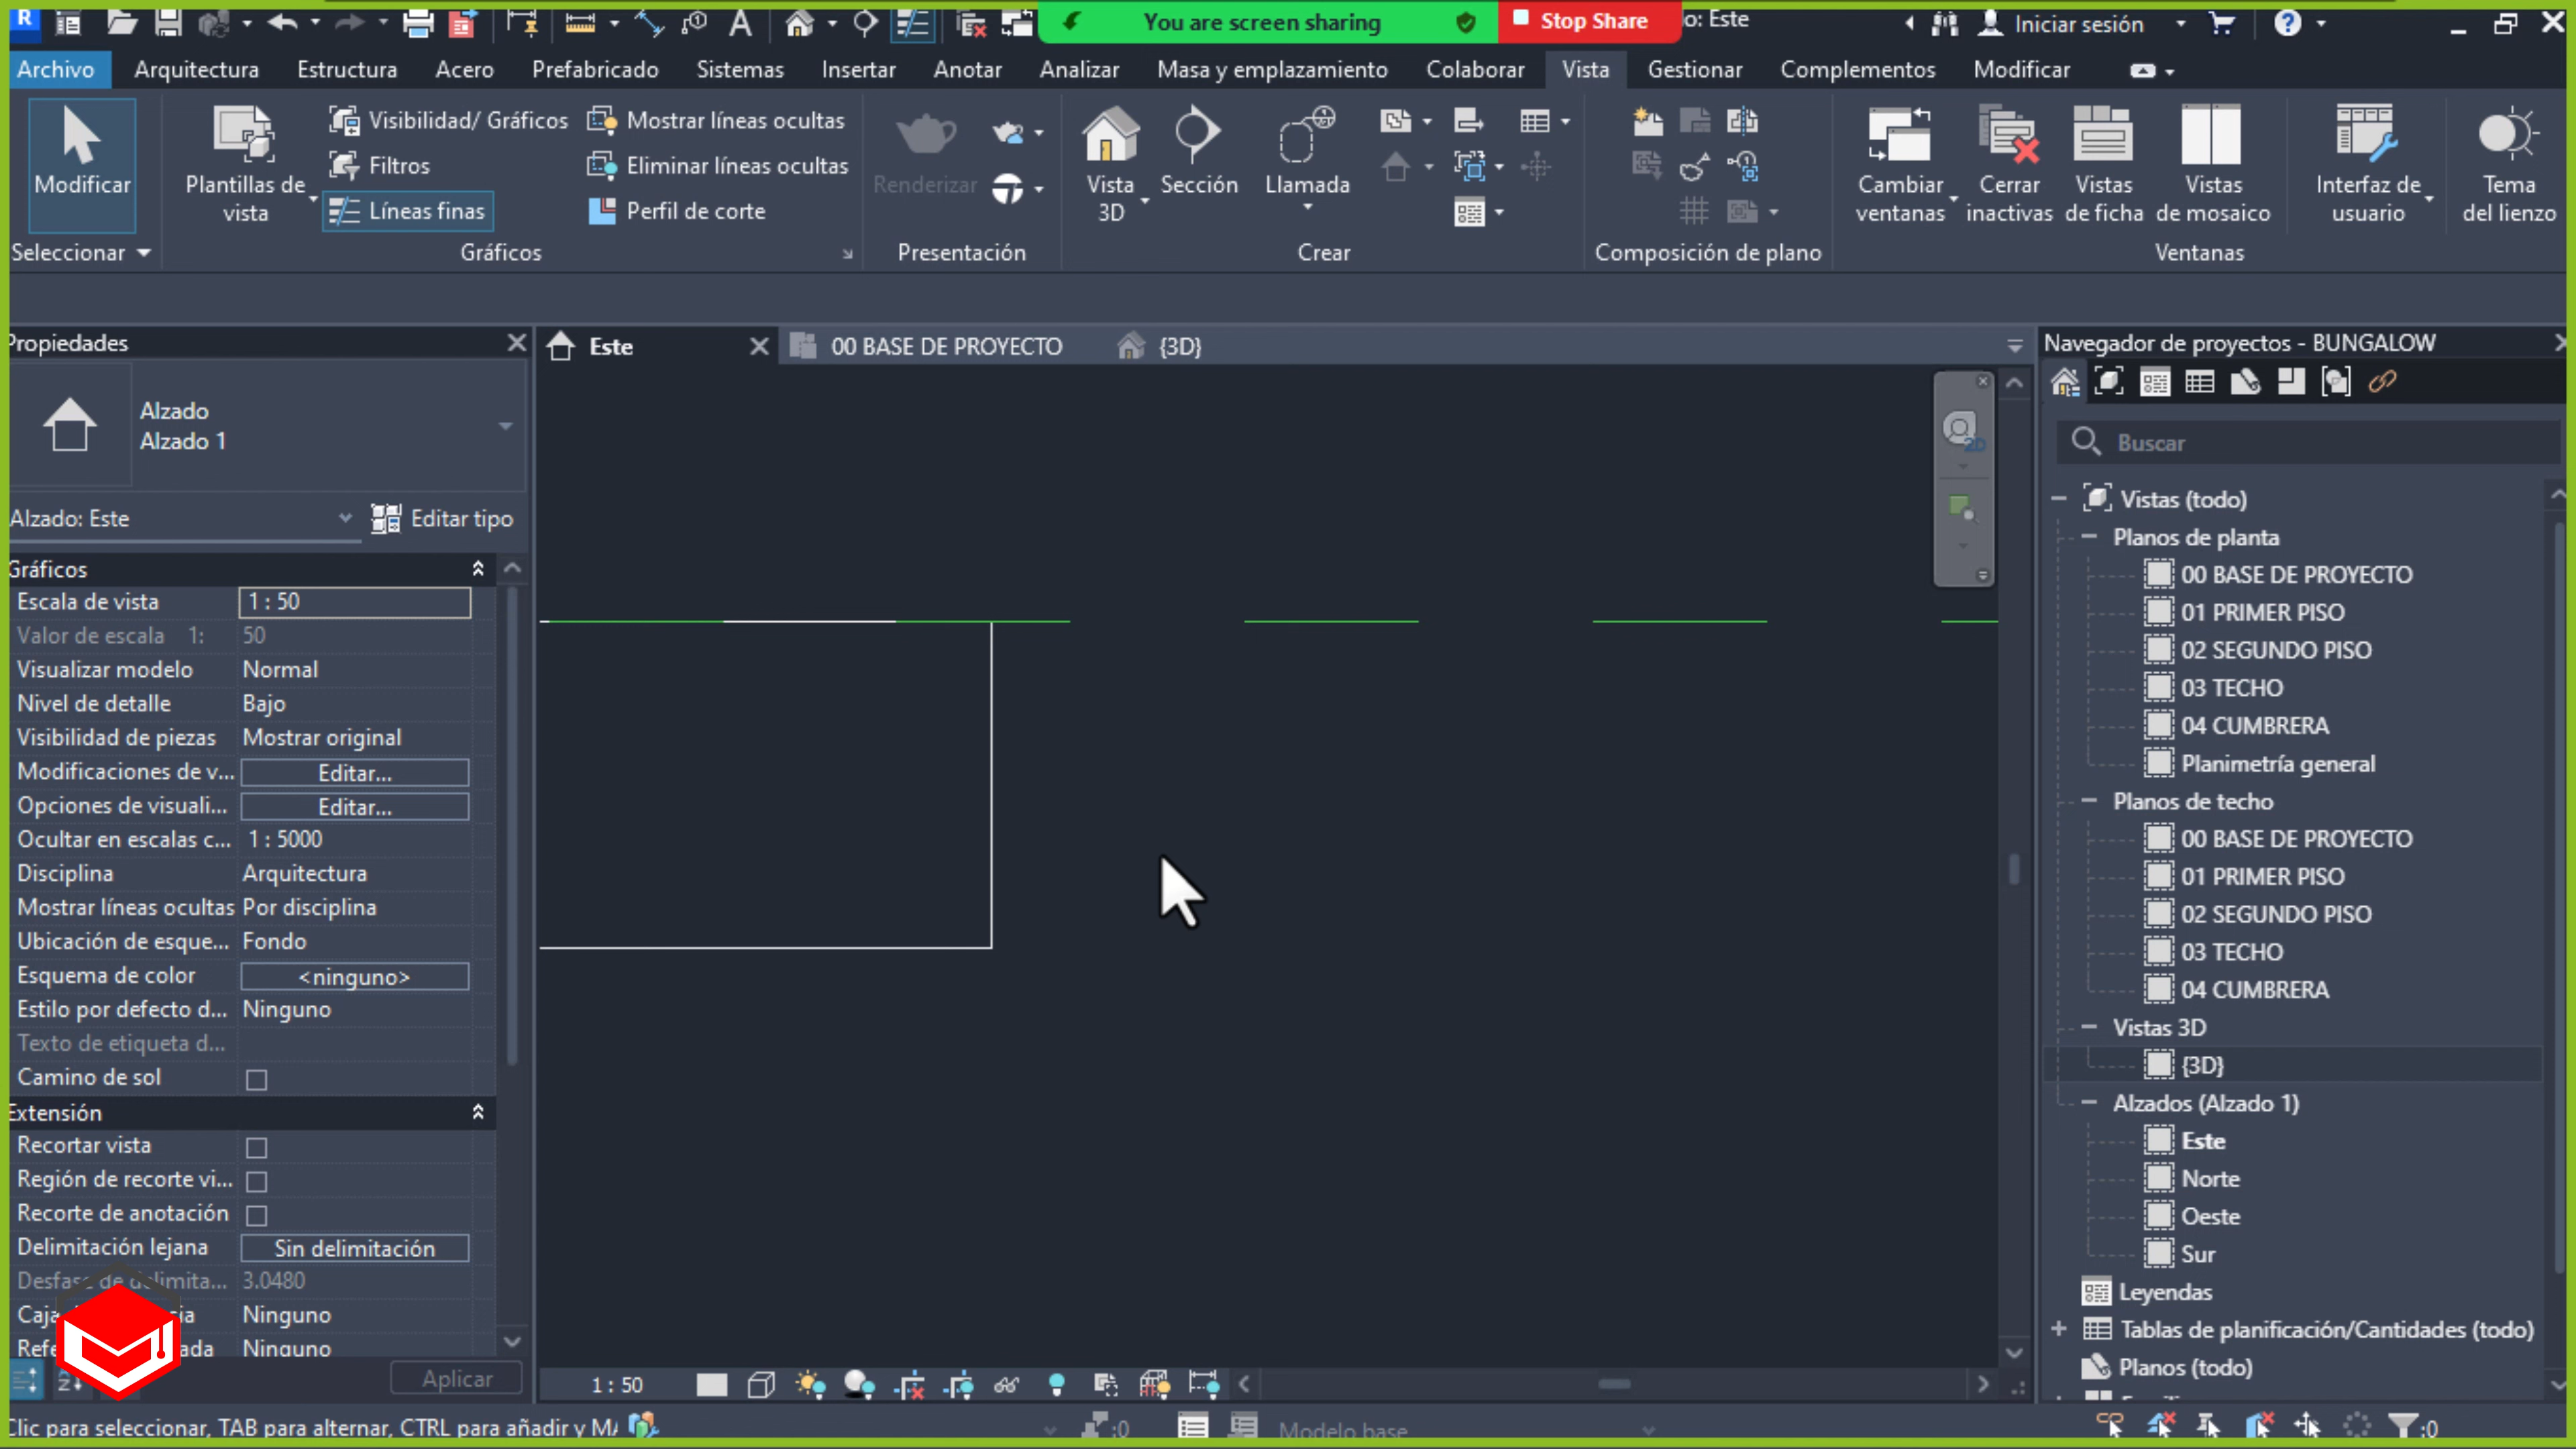 You are screen sharing
Stop Share
o: Este
Iniciar sesión
Archivo
Arquitectura
Estructura
Acero
Prefabricado
Sistemas
Insertar
Anotar
Analizar
Masa y emplazamiento
Colaborar
Vista
Gestionar
Complementos
Modificar
Modificar
Plantillas de
vista
Visibilidad/ Gráficos
Filtros
Líneas finas
Mostrar líneas ocultas
Eliminar líneas ocultas
Perfil de corte
Renderizar
Vista
3D
Sección
Llamada
Cambiar
ventanas
Cerrar
inactivas
Vistas
de ficha
Vistas
de mosaico
Interfaz de
usuario
Tema
del lienzo
Seleccionar
Gráficos
Presentación
Crear
Composición de plano
Ventanas
Propiedades
Alzado
Alzado 1
Alzado: Este
Editar tipo
Gráficos
Escala de vista 1 : 50
Valor de escala 1: 50
Visualizar modelo Normal
Nivel de detalle Bajo
Visibilidad de piezas Mostrar original
Modificaciones de v... Editar...
Opciones de visuali... Editar...
Ocultar en escalas c... 1 : 5000
Disciplina Arquitectura
Mostrar líneas ocultas Por disciplina
Ubicación de esque... Fondo
Esquema de color <ninguno>
Estilo por defecto d... Ninguno
Texto de etiqueta d...
Camino de sol
Extensión
Recortar vista
Región de recorte vi...
Recorte de anotación
Delimitación lejana Sin delimitación
3.0480
Ninguno
Ninguno
Aplicar
Este
00 BASE DE PROYECTO
{3D}
2D
1 : 50
Navegador de proyectos - BUNGALOW
Buscar
Vistas (todo)
Planos de planta
00 BASE DE PROYECTO
01 PRIMER PISO
02 SEGUNDO PISO
03 TECHO
04 CUMBRERA
Planimetría general
Planos de techo
00 BASE DE PROYECTO
01 PRIMER PISO
02 SEGUNDO PISO
03 TECHO
04 CUMBRERA
Vistas 3D
{3D}
Alzados (Alzado 1)
Este
Norte
Oeste
Sur
Leyendas
Tablas de planificación/Cantidades (todo)
Planos (todo)
Clic para seleccionar, TAB para alternar, CTRL para añadir y M
:0
Modelo base
:0